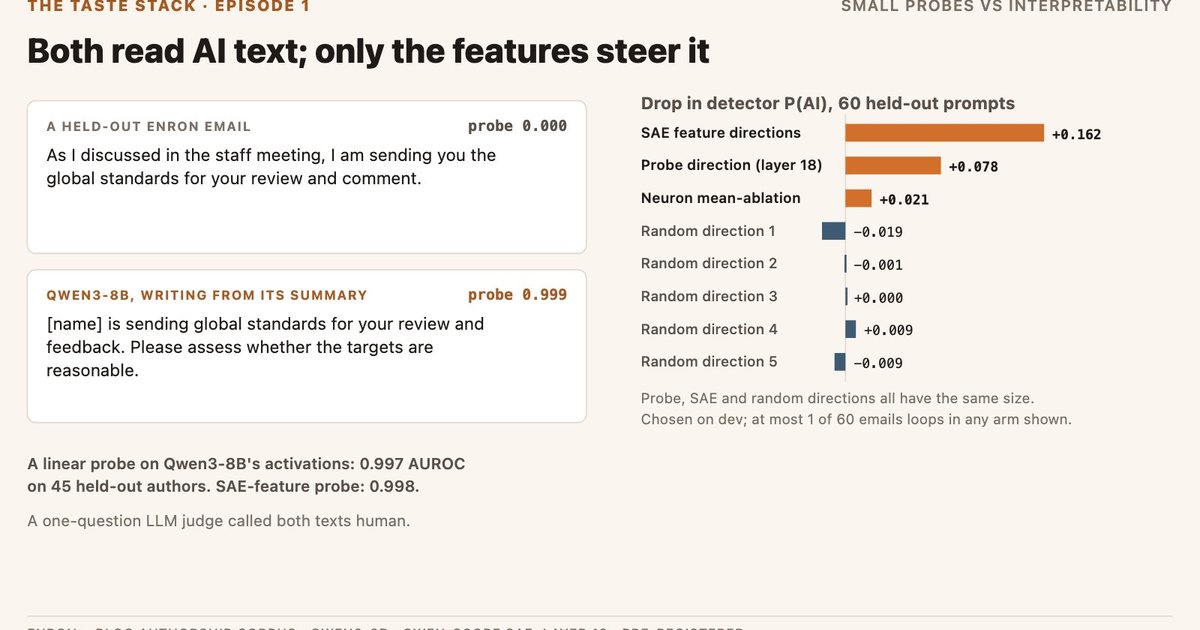 THE TASTE STACK · EPISODE 1
SMALL PROBES VS INTERPRETABILITY
Both read AI text; only the features steer it
A HELD-OUT ENRON EMAIL
probe 0.000
As I discussed in the staff meeting, I am sending you the
global standards for your review and comment.
QWEN3-8B, WRITING FROM ITS SUMMARY
probe 0.999
[name] is sending global standards for your review and
feedback. Please assess whether the targets are
reasonable.
A linear probe on Qwen3-8B's activations: 0.997 AUROC
on 45 held-out authors. SAE-feature probe: 0.998.
A one-question LLM judge called both texts human.
Drop in detector P(AI), 60 held-out prompts
SAE feature directions +0.162
Probe direction (layer 18) +0.078
Neuron mean-ablation +0.021
Random direction 1 −0.019
Random direction 2 −0.001
Random direction 3 +0.000
Random direction 4 +0.009
Random direction 5 −0.009
Probe, SAE and random directions all have the same size.
Chosen on dev; at most 1 of 60 emails loops in any arm shown.